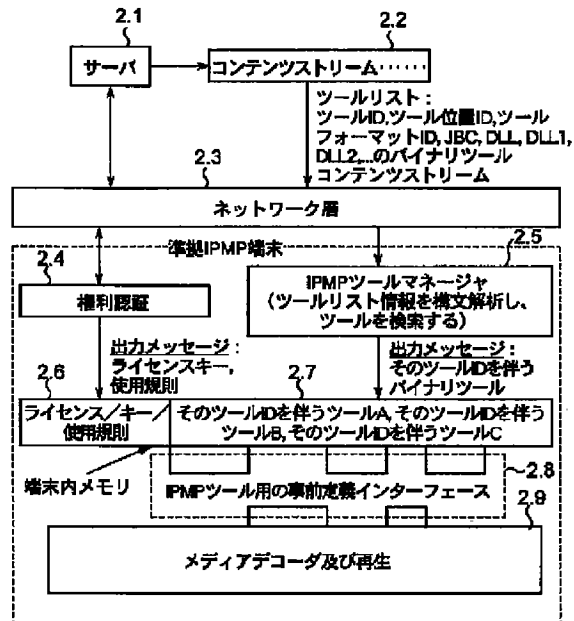 2.1
2.2
サーバ
コンテンツストリーム‥‥‥
ツールリスト：
ツールID,ツール位置ID,ツール
フォーマットID, JBC, DLL, DLL1,
DLL2,...のバイナリツール
コンテンツストリーム
2.3
ネットワーク層
準拠IPMP端末
2.4
2.5
権利認証
IPMPツールマネージャ
（ツールリスト情報を構文解析し、
ツールを検索する）
出力メッセージ：
ライセンスキー，
使用規則
出力メッセージ：
そのツールIDを伴う
バイナリツール
2.6
2.7
ライセンス／キー／
使用規則
そのツールIDを伴うツールA, そのツールIDを伴う
ツールB, そのツールIDを伴うツールC
端末内メモリ
2.8
IPMPツール用の事前定義インターフェース
2.9
メディアデコーダ及び再生